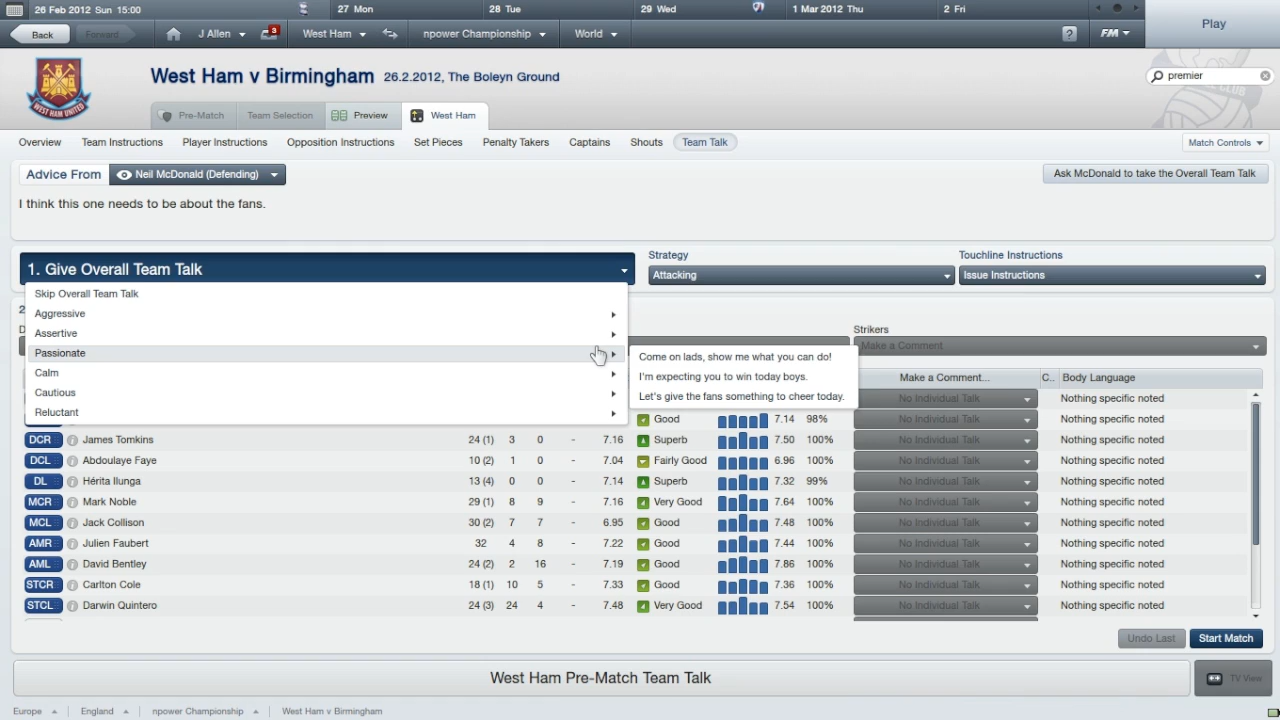 26 Feb 2012 Sun 15:00 27 Mon 28 Tue 29 Wed 1 Mar 2012 Thu 2 Fri
Back Forward J Allen 3 West Ham npower Championship World ? FM Play
West Ham v Birmingham 26.2.2012, The Boleyn Ground premier
WEST HAM UNITED
Pre-Match Team Selection Preview West Ham
Overview Team Instructions Player Instructions Opposition Instructions Set Pieces Penalty Takers Captains Shouts Team Talk Match Controls
Advice From Neil McDonald (Defending) Ask McDonald to take the Overall Team Talk
I think this one needs to be about the fans.
1. Give Overall Team Talk
Strategy Touchline Instructions
Attacking Issue Instructions
Skip Overall Team Talk
Aggressive
Assertive
Passionate
Calm
Cautious
Reluctant
Come on lads, show me what you can do!
I'm expecting you to win today boys.
Let's give the fans something to cheer today.
Strikers
Make a Comment
Make a Comment... C.. Body Language
No Individual Talk Nothing specific noted
Good 7.14 98% No Individual Talk Nothing specific noted
DCR James Tomkins 24 (1) 3 0 - 7.16 Superb 7.50 100% No Individual Talk Nothing specific noted
DCL Abdoulaye Faye 10 (2) 1 0 - 7.04 Fairly Good 6.96 100% No Individual Talk Nothing specific noted
DL Hérita Ilunga 13 (4) 0 0 - 7.14 Superb 7.32 99% No Individual Talk Nothing specific noted
MCR Mark Noble 29 (1) 8 9 - 7.16 Very Good 7.64 100% No Individual Talk Nothing specific noted
MCL Jack Collison 30 (2) 7 7 - 6.95 Good 7.48 100% No Individual Talk Nothing specific noted
AMR Julien Faubert 32 4 8 - 7.22 Good 7.44 100% No Individual Talk Nothing specific noted
AML David Bentley 24 (2) 2 16 - 7.19 Good 7.86 100% No Individual Talk Nothing specific noted
STCR Carlton Cole 18 (1) 10 5 - 7.33 Good 7.36 100% No Individual Talk Nothing specific noted
STCL Darwin Quintero 24 (3) 24 4 - 7.48 Very Good 7.54 100% No Individual Talk Nothing specific noted
Undo Last Start Match
West Ham Pre-Match Team Talk TV View
Europe England npower Championship West Ham v Birmingham